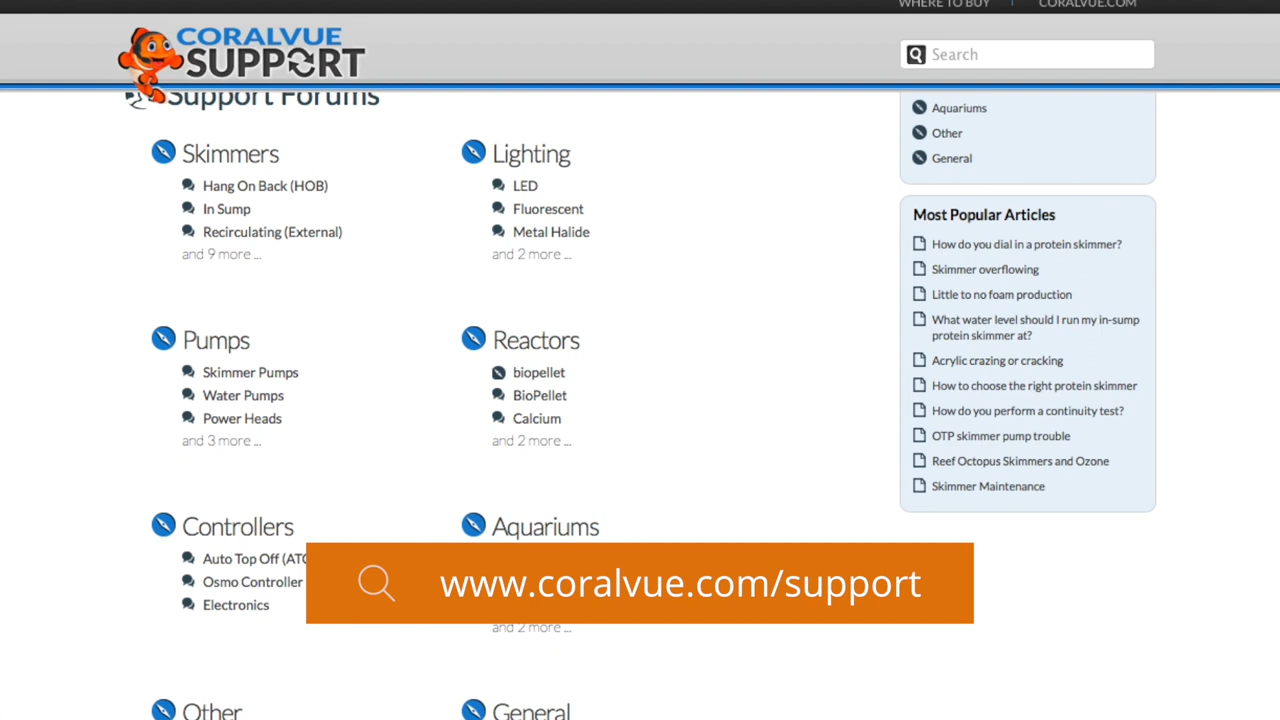 WHERE TO BUY
CORALVUE.COM
CORALVUE
SUPPORT
Search
Support Forums
Skimmers
Hang On Back (HOB)
In Sump
Recirculating (External)
and 9 more ...
Lighting
LED
Fluorescent
Metal Halide
and 2 more ...
Pumps
Skimmer Pumps
Water Pumps
Power Heads
and 3 more ...
Reactors
biopellet
BioPellet
Calcium
and 2 more ...
Controllers
Auto Top Off (ATO
Osmo Controller
Electronics
Aquariums
and 2 more ...
www.coralvue.com/support
Other
General
Aquariums
Other
General
Most Popular Articles
How do you dial in a protein skimmer?
Skimmer overflowing
Little to no foam production
What water level should I run my in-sump
protein skimmer at?
Acrylic crazing or cracking
How to choose the right protein skimmer
How do you perform a continuity test?
OTP skimmer pump trouble
Reef Octopus Skimmers and Ozone
Skimmer Maintenance